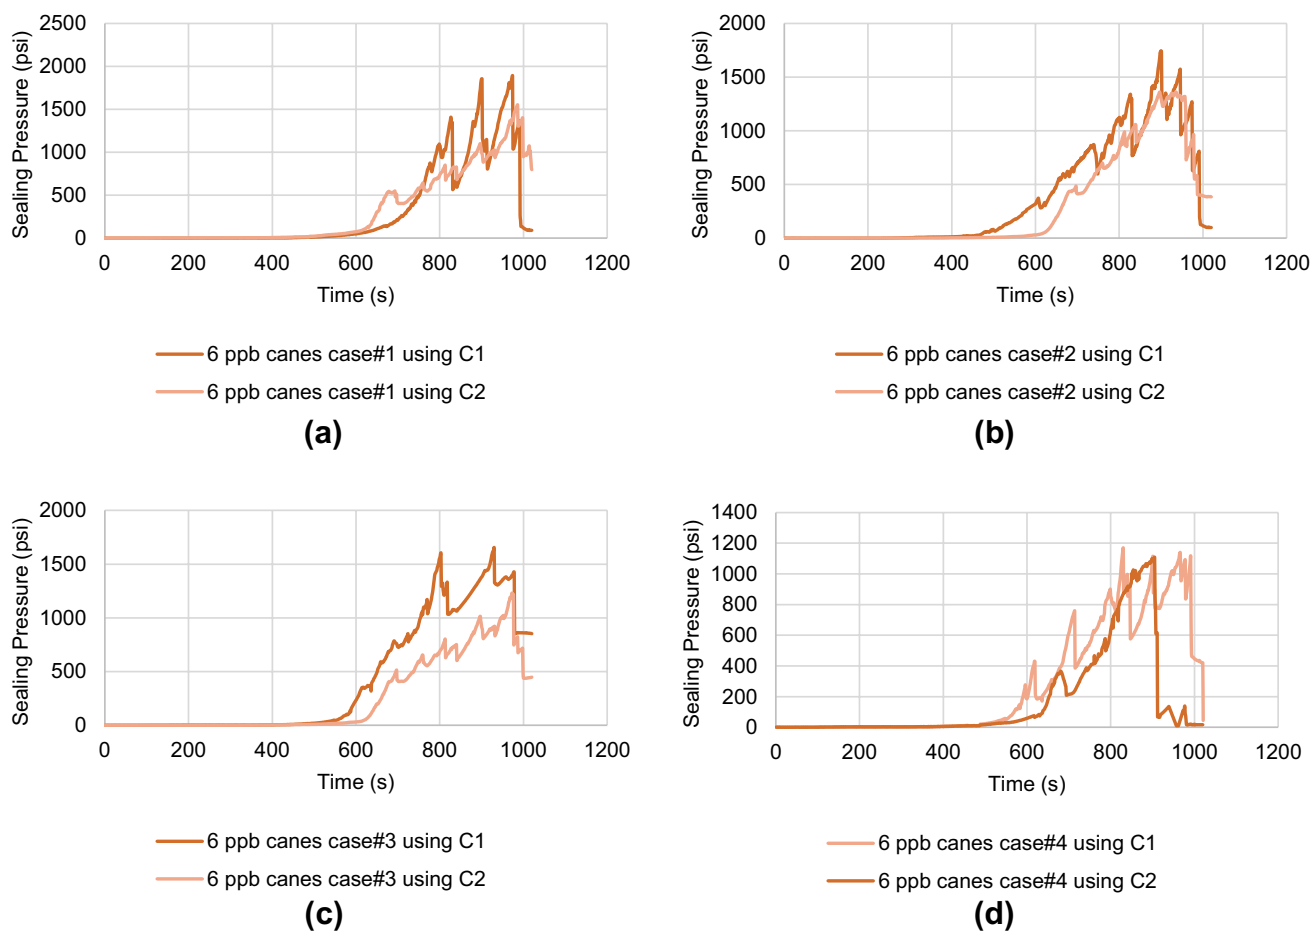 Sealing Pressure (psi)
2500
2000
1500
1000
500
0
0 200 400 600 800 1000 1200
Time (s)
6 ppb canes case#1 using C1
6 ppb canes case#1 using C2
(a)
Sealing Pressure (psi)
2000
1500
1000
500
0
0 200 400 600 800 1000 1200
Time (s)
6 ppb canes case#2 using C1
6 ppb canes case#2 using C2
(b)
Sealing Pressure (psi)
2000
1500
1000
500
0
0 200 400 600 800 1000 1200
Time (s)
6 ppb canes case#3 using C1
6 ppb canes case#3 using C2
(c)
Sealing Pressure (psi)
1400
1200
1000
800
600
400
200
0
0 200 400 600 800 1000 1200
Time (s)
6 ppb canes case#4 using C1
6 ppb canes case#4 using C2
(d)